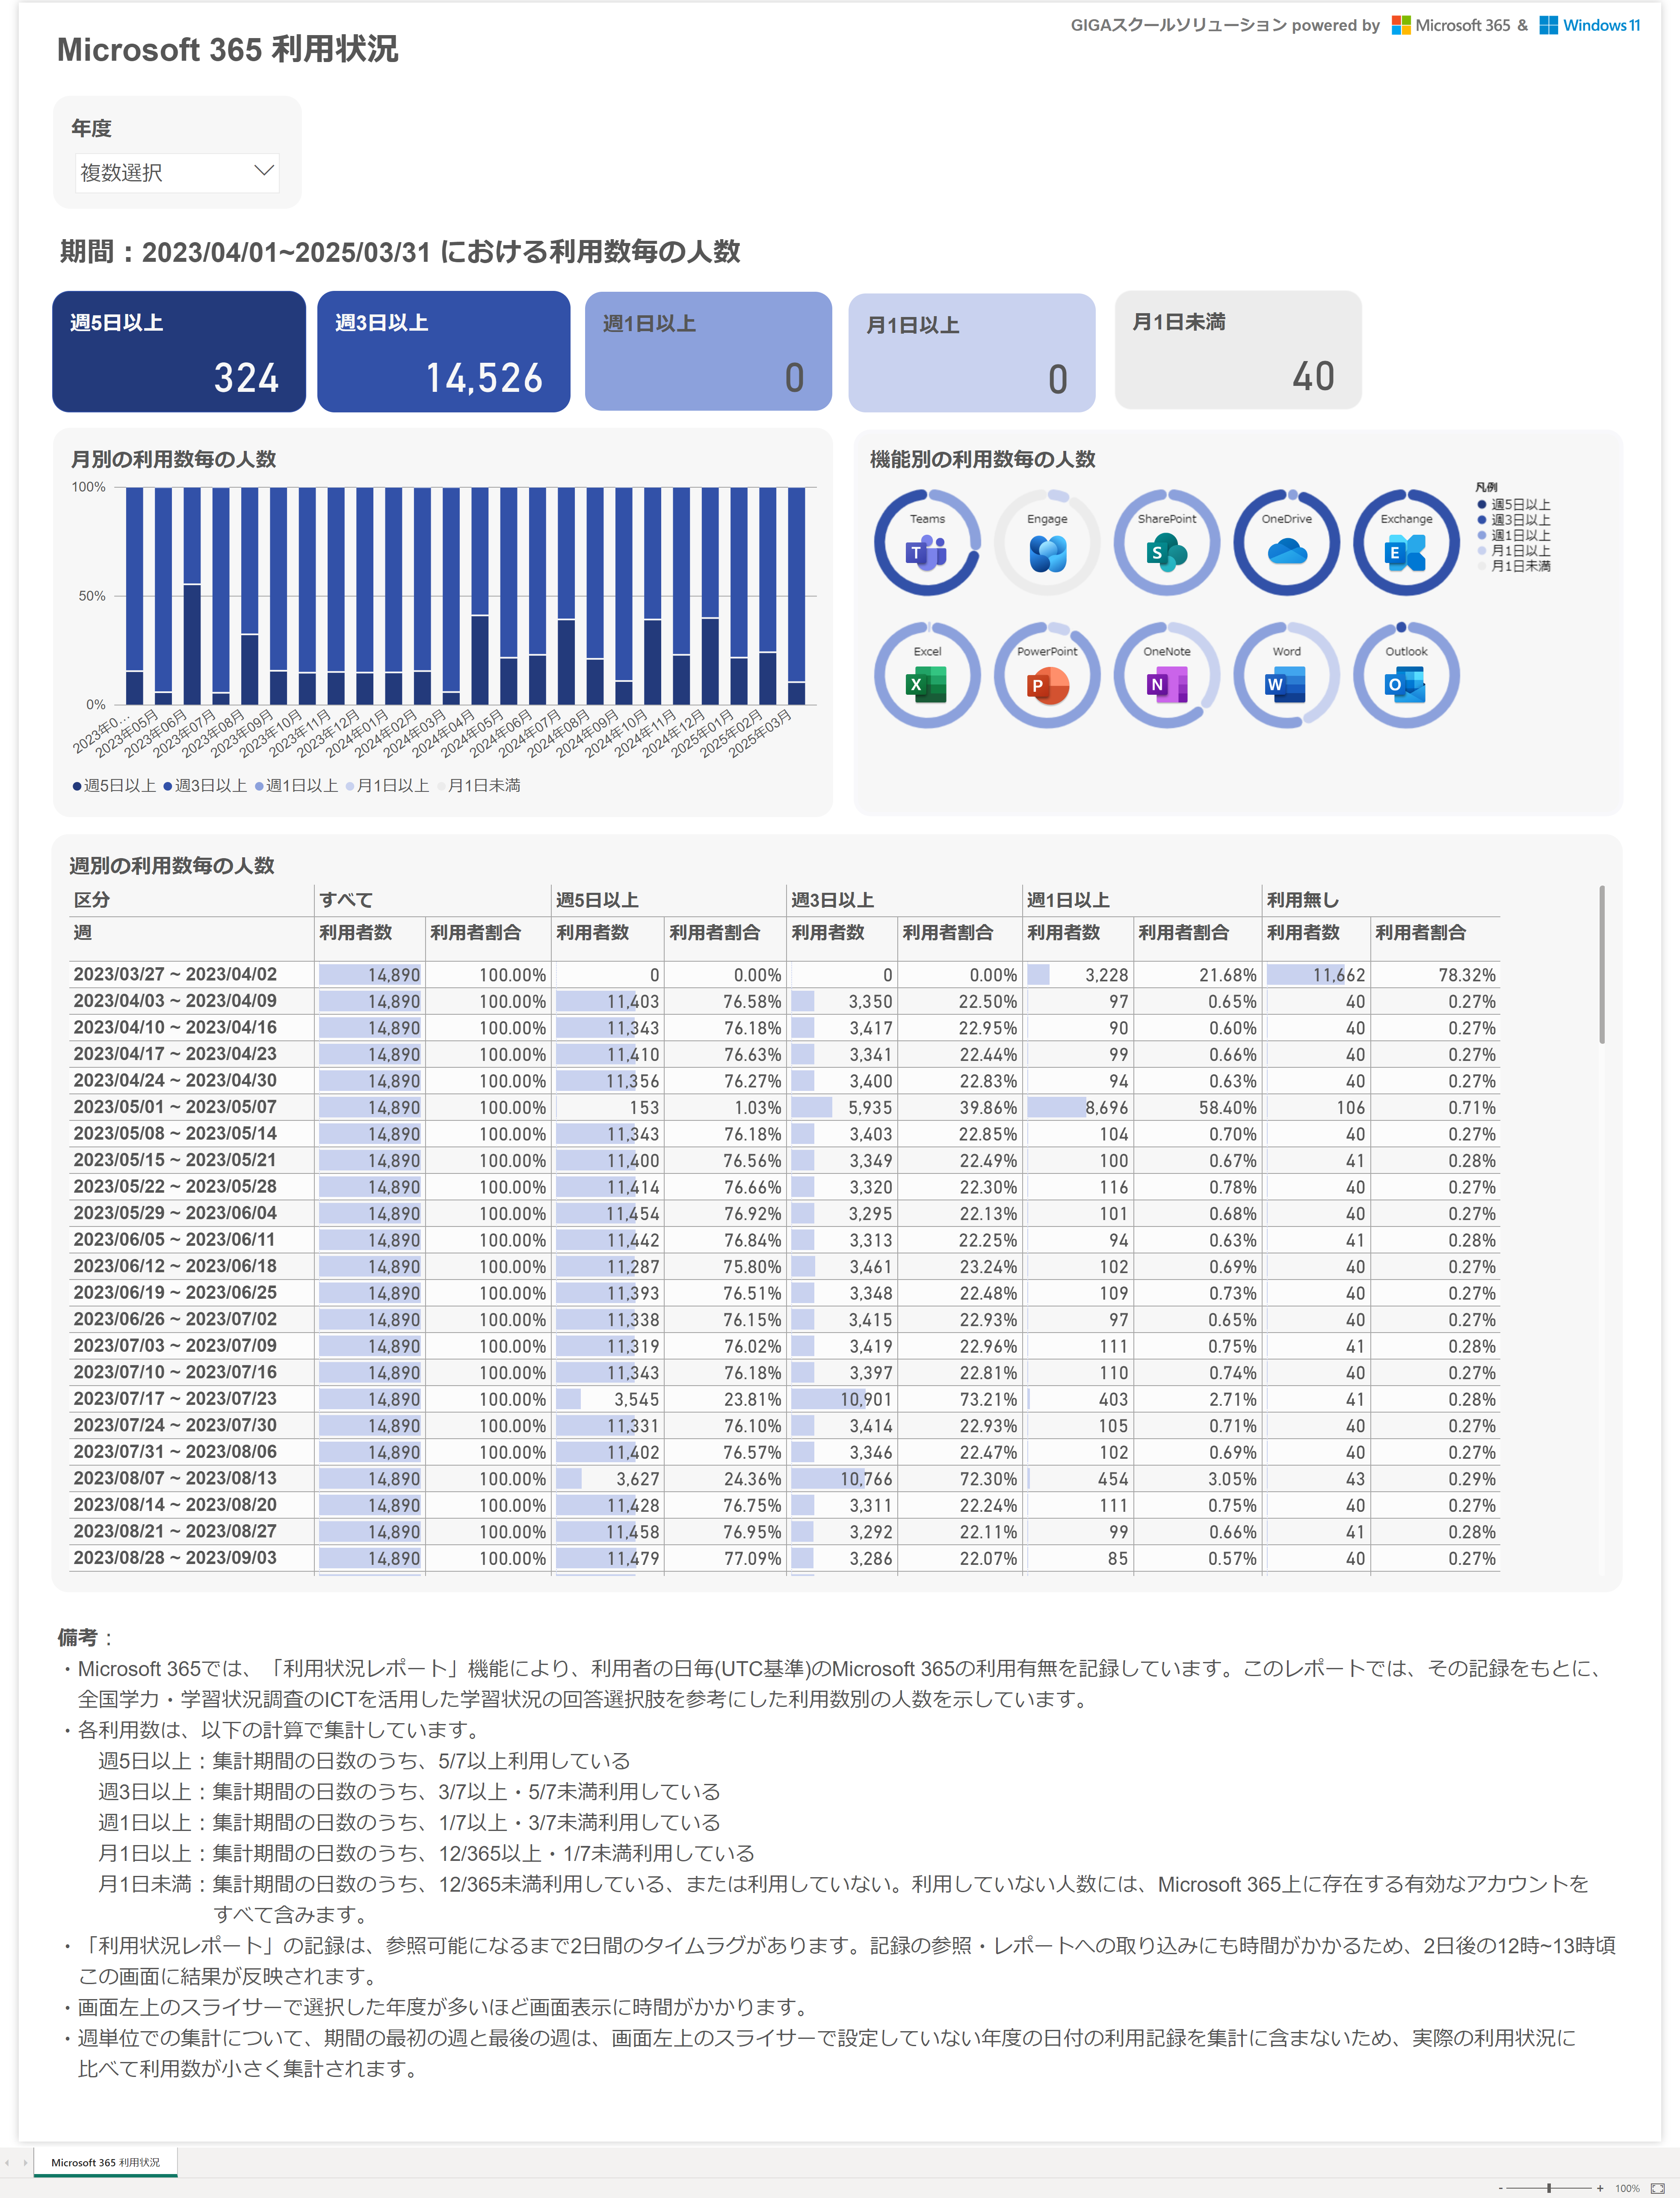 GIGAスクールソリューション powered by Microsoft 365 & Windows 11
Microsoft 365 利用状況
年度
複数選択
期間：2023/04/01~2025/03/31 における利用数毎の人数
週5日以上
324
週3日以上
14,526
週1日以上
0
月1日以上
0
月1日未満
40
月別の利用数毎の人数
100%
50%
0%
2023年0... 2023年05月 2023年06月 2023年07月 2023年08月 2023年09月 2023年10月 2023年11月 2023年12月 2024年01月 2024年02月 2024年03月 2024年04月 2024年05月 2024年06月 2024年07月 2024年08月 2024年09月 2024年10月 2024年11月 2024年12月 2025年01月 2025年02月 2025年03月
週5日以上 週3日以上 週1日以上 月1日以上 月1日未満
機能別の利用数毎の人数
Teams Engage SharePoint OneDrive Exchange
Excel PowerPoint OneNote Word Outlook
凡例
週5日以上
週3日以上
週1日以上
月1日以上
月1日未満
週別の利用数毎の人数
区分 すべて 週5日以上 週3日以上 週1日以上 利用無し
週 利用者数 利用者割合 利用者数 利用者割合 利用者数 利用者割合 利用者数 利用者割合 利用者数 利用者割合
2023/03/27 ~ 2023/04/02 14,890 100.00% 0 0.00% 0 0.00% 3,228 21.68% 11,662 78.32%
2023/04/03 ~ 2023/04/09 14,890 100.00% 11,403 76.58% 3,350 22.50% 97 0.65% 40 0.27%
2023/04/10 ~ 2023/04/16 14,890 100.00% 11,343 76.18% 3,417 22.95% 90 0.60% 40 0.27%
2023/04/17 ~ 2023/04/23 14,890 100.00% 11,410 76.63% 3,341 22.44% 99 0.66% 40 0.27%
2023/04/24 ~ 2023/04/30 14,890 100.00% 11,356 76.27% 3,400 22.83% 94 0.63% 40 0.27%
2023/05/01 ~ 2023/05/07 14,890 100.00% 153 1.03% 5,935 39.86% 8,696 58.40% 106 0.71%
2023/05/08 ~ 2023/05/14 14,890 100.00% 11,343 76.18% 3,403 22.85% 104 0.70% 40 0.27%
2023/05/15 ~ 2023/05/21 14,890 100.00% 11,400 76.56% 3,349 22.49% 100 0.67% 41 0.28%
2023/05/22 ~ 2023/05/28 14,890 100.00% 11,414 76.66% 3,320 22.30% 116 0.78% 40 0.27%
2023/05/29 ~ 2023/06/04 14,890 100.00% 11,454 76.92% 3,295 22.13% 101 0.68% 40 0.27%
2023/06/05 ~ 2023/06/11 14,890 100.00% 11,442 76.84% 3,313 22.25% 94 0.63% 41 0.28%
2023/06/12 ~ 2023/06/18 14,890 100.00% 11,287 75.80% 3,461 23.24% 102 0.69% 40 0.27%
2023/06/19 ~ 2023/06/25 14,890 100.00% 11,393 76.51% 3,348 22.48% 109 0.73% 40 0.27%
2023/06/26 ~ 2023/07/02 14,890 100.00% 11,338 76.15% 3,415 22.93% 97 0.65% 40 0.27%
2023/07/03 ~ 2023/07/09 14,890 100.00% 11,319 76.02% 3,419 22.96% 111 0.75% 41 0.28%
2023/07/10 ~ 2023/07/16 14,890 100.00% 11,343 76.18% 3,397 22.81% 110 0.74% 40 0.27%
2023/07/17 ~ 2023/07/23 14,890 100.00% 3,545 23.81% 10,901 73.21% 403 2.71% 41 0.28%
2023/07/24 ~ 2023/07/30 14,890 100.00% 11,331 76.10% 3,414 22.93% 105 0.71% 40 0.27%
2023/07/31 ~ 2023/08/06 14,890 100.00% 11,402 76.57% 3,346 22.47% 102 0.69% 40 0.27%
2023/08/07 ~ 2023/08/13 14,890 100.00% 3,627 24.36% 10,766 72.30% 454 3.05% 43 0.29%
2023/08/14 ~ 2023/08/20 14,890 100.00% 11,428 76.75% 3,311 22.24% 111 0.75% 40 0.27%
2023/08/21 ~ 2023/08/27 14,890 100.00% 11,458 76.95% 3,292 22.11% 99 0.66% 41 0.28%
2023/08/28 ~ 2023/09/03 14,890 100.00% 11,479 77.09% 3,286 22.07% 85 0.57% 40 0.27%
備考：
・Microsoft 365では、「利用状況レポート」機能により、利用者の日毎(UTC基準)のMicrosoft 365の利用有無を記録しています。このレポートでは、その記録をもとに、
全国学力・学習状況調査のICTを活用した学習状況の回答選択肢を参考にした利用数別の人数を示しています。
・各利用数は、以下の計算で集計しています。
週5日以上：集計期間の日数のうち、5/7以上利用している
週3日以上：集計期間の日数のうち、3/7以上・5/7未満利用している
週1日以上：集計期間の日数のうち、1/7以上・3/7未満利用している
月1日以上：集計期間の日数のうち、12/365以上・1/7未満利用している
月1日未満：集計期間の日数のうち、12/365未満利用している、または利用していない。利用していない人数には、Microsoft 365上に存在する有効なアカウントを
すべて含みます。
・「利用状況レポート」の記録は、参照可能になるまで2日間のタイムラグがあります。記録の参照・レポートへの取り込みにも時間がかかるため、2日後の12時~13時頃
この画面に結果が反映されます。
・画面左上のスライサーで選択した年度が多いほど画面表示に時間がかかります。
・週単位での集計について、期間の最初の週と最後の週は、画面左上のスライサーで設定していない年度の日付の利用記録を集計に含まないため、実際の利用状況に
比べて利用数が小さく集計されます。
Microsoft 365 利用状況
- + 100%